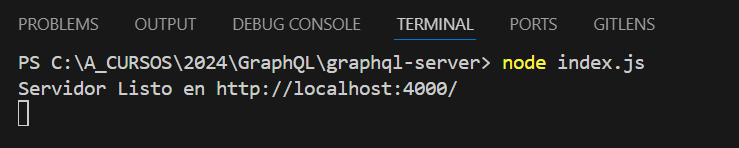 PROBLEMS OUTPUT DEBUG CONSOLE TERMINAL PORTS GITLENS
PS C:\A_CURSOS\2024\GraphQL\graphql-server> node index.js
Servidor Listo en http://localhost:4000/